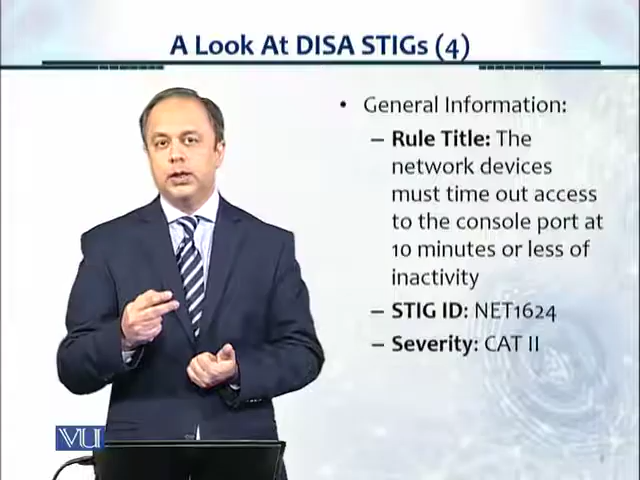 A Look At DISA STIGs (4)
• General Information:
– Rule Title: The
network devices
must time out access
to the console port at
10 minutes or less of
inactivity
– STIG ID: NET1624
– Severity: CAT II
VU